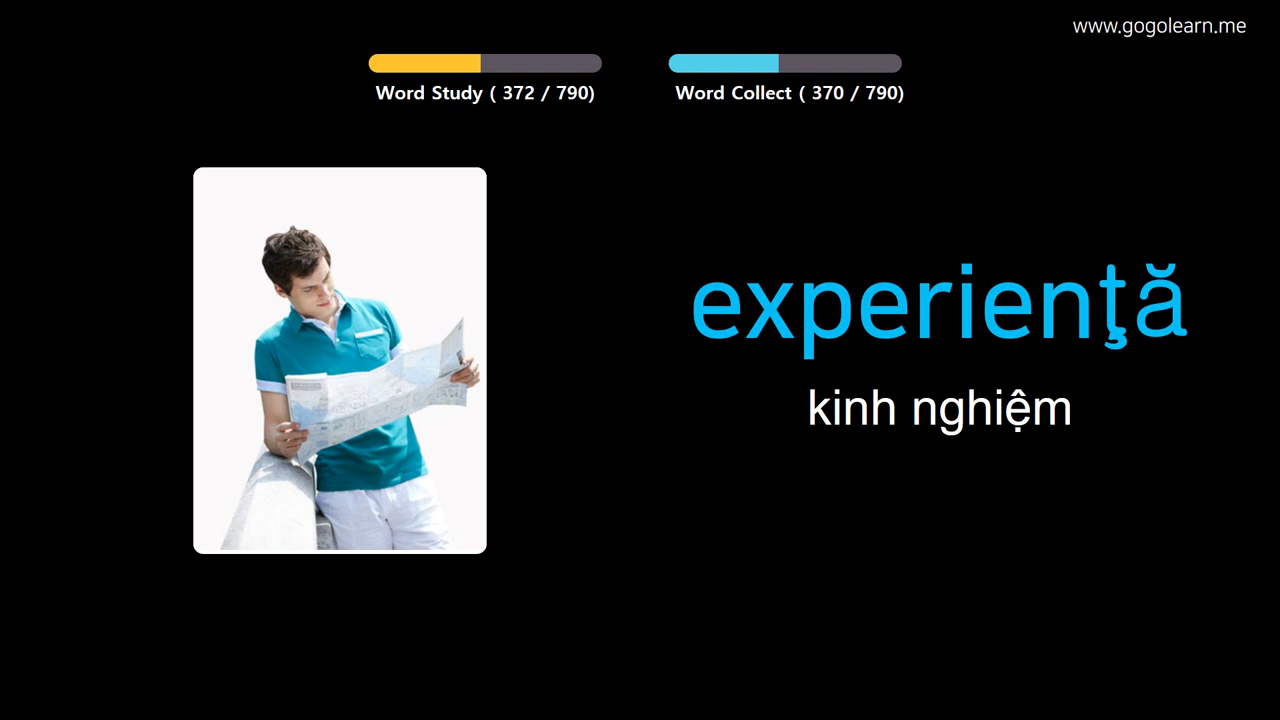 www.gogolearn.me
Word Study ( 372 / 790)
Word Collect ( 370 / 790)
experienţă
kinh nghiệm